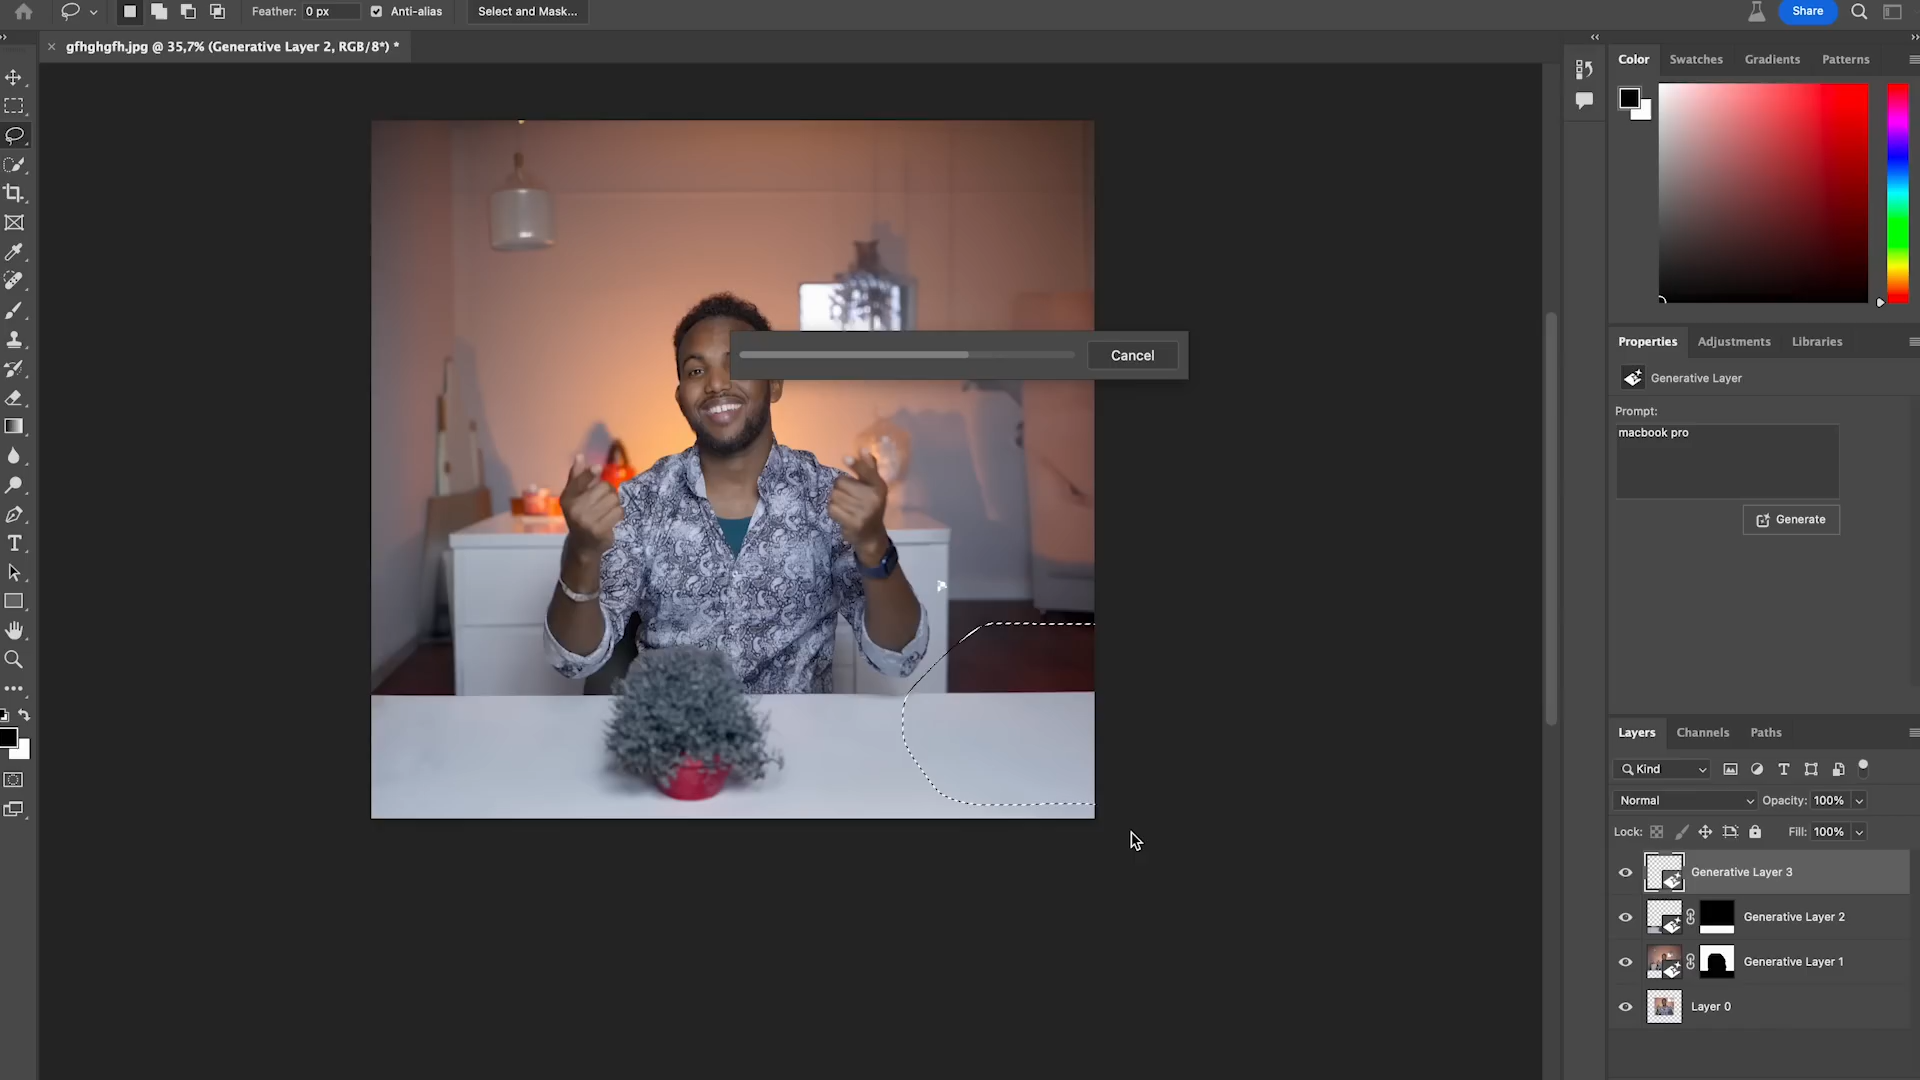 Feather: 0 px Anti-alias Select and Mask... Share
gfhghgfh.jpg @ 35,7% (Generative Layer 2, RGB/8*) *
Color Swatches Gradients Patterns
Cancel
Properties Adjustments Libraries
Generative Layer
Prompt:
macbook pro
Generate
Layers Channels Paths
Kind
Normal Opacity: 100%
Lock: Fill: 100%
Generative Layer 3
Generative Layer 2
Generative Layer 1
Layer 0